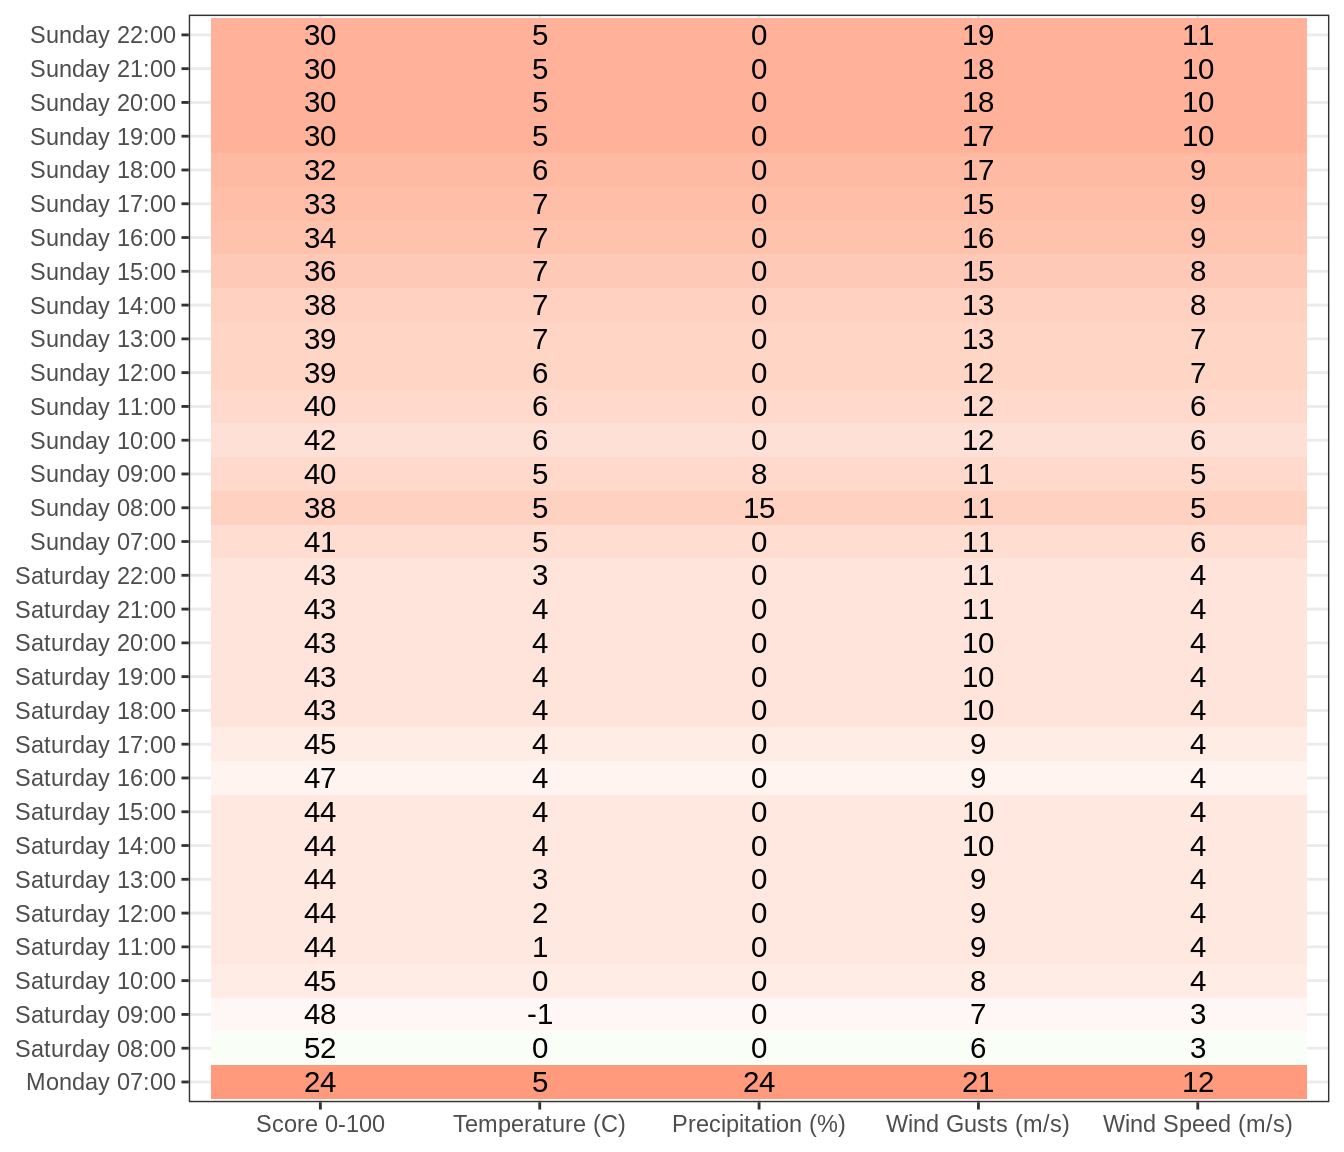 Sunday 22:00 30 5 0 19 11
Sunday 21:00 30 5 0 18 10
Sunday 20:00 30 5 0 18 10
Sunday 19:00 30 5 0 17 10
Sunday 18:00 32 6 0 17 9
Sunday 17:00 33 7 0 15 9
Sunday 16:00 34 7 0 16 9
Sunday 15:00 36 7 0 15 8
Sunday 14:00 38 7 0 13 8
Sunday 13:00 39 7 0 13 7
Sunday 12:00 39 6 0 12 7
Sunday 11:00 40 6 0 12 6
Sunday 10:00 42 6 0 12 6
Sunday 09:00 40 5 8 11 5
Sunday 08:00 38 5 15 11 5
Sunday 07:00 41 5 0 11 6
Saturday 22:00 43 3 0 11 4
Saturday 21:00 43 4 0 11 4
Saturday 20:00 43 4 0 10 4
Saturday 19:00 43 4 0 10 4
Saturday 18:00 43 4 0 10 4
Saturday 17:00 45 4 0 9 4
Saturday 16:00 47 4 0 9 4
Saturday 15:00 44 4 0 10 4
Saturday 14:00 44 4 0 10 4
Saturday 13:00 44 3 0 9 4
Saturday 12:00 44 2 0 9 4
Saturday 11:00 44 1 0 9 4
Saturday 10:00 45 0 0 8 4
Saturday 09:00 48 -1 0 7 3
Saturday 08:00 52 0 0 6 3
Monday 07:00 24 5 24 21 12
Score 0-100 Temperature (C) Precipitation (%) Wind Gusts (m/s) Wind Speed (m/s)